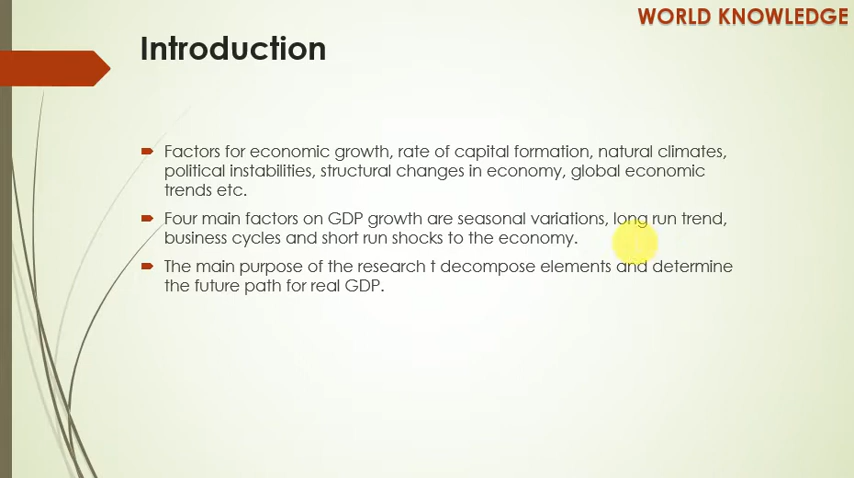 WORLD KNOWLEDGE
Introduction
Factors for economic growth, rate of capital formation, natural climates,
political instabilities, structural changes in economy, global economic
trends etc.
Four main factors on GDP growth are seasonal variations, long run trend,
business cycles and short run shocks to the economy.
The main purpose of the research t decompose elements and determine
the future path for real GDP.